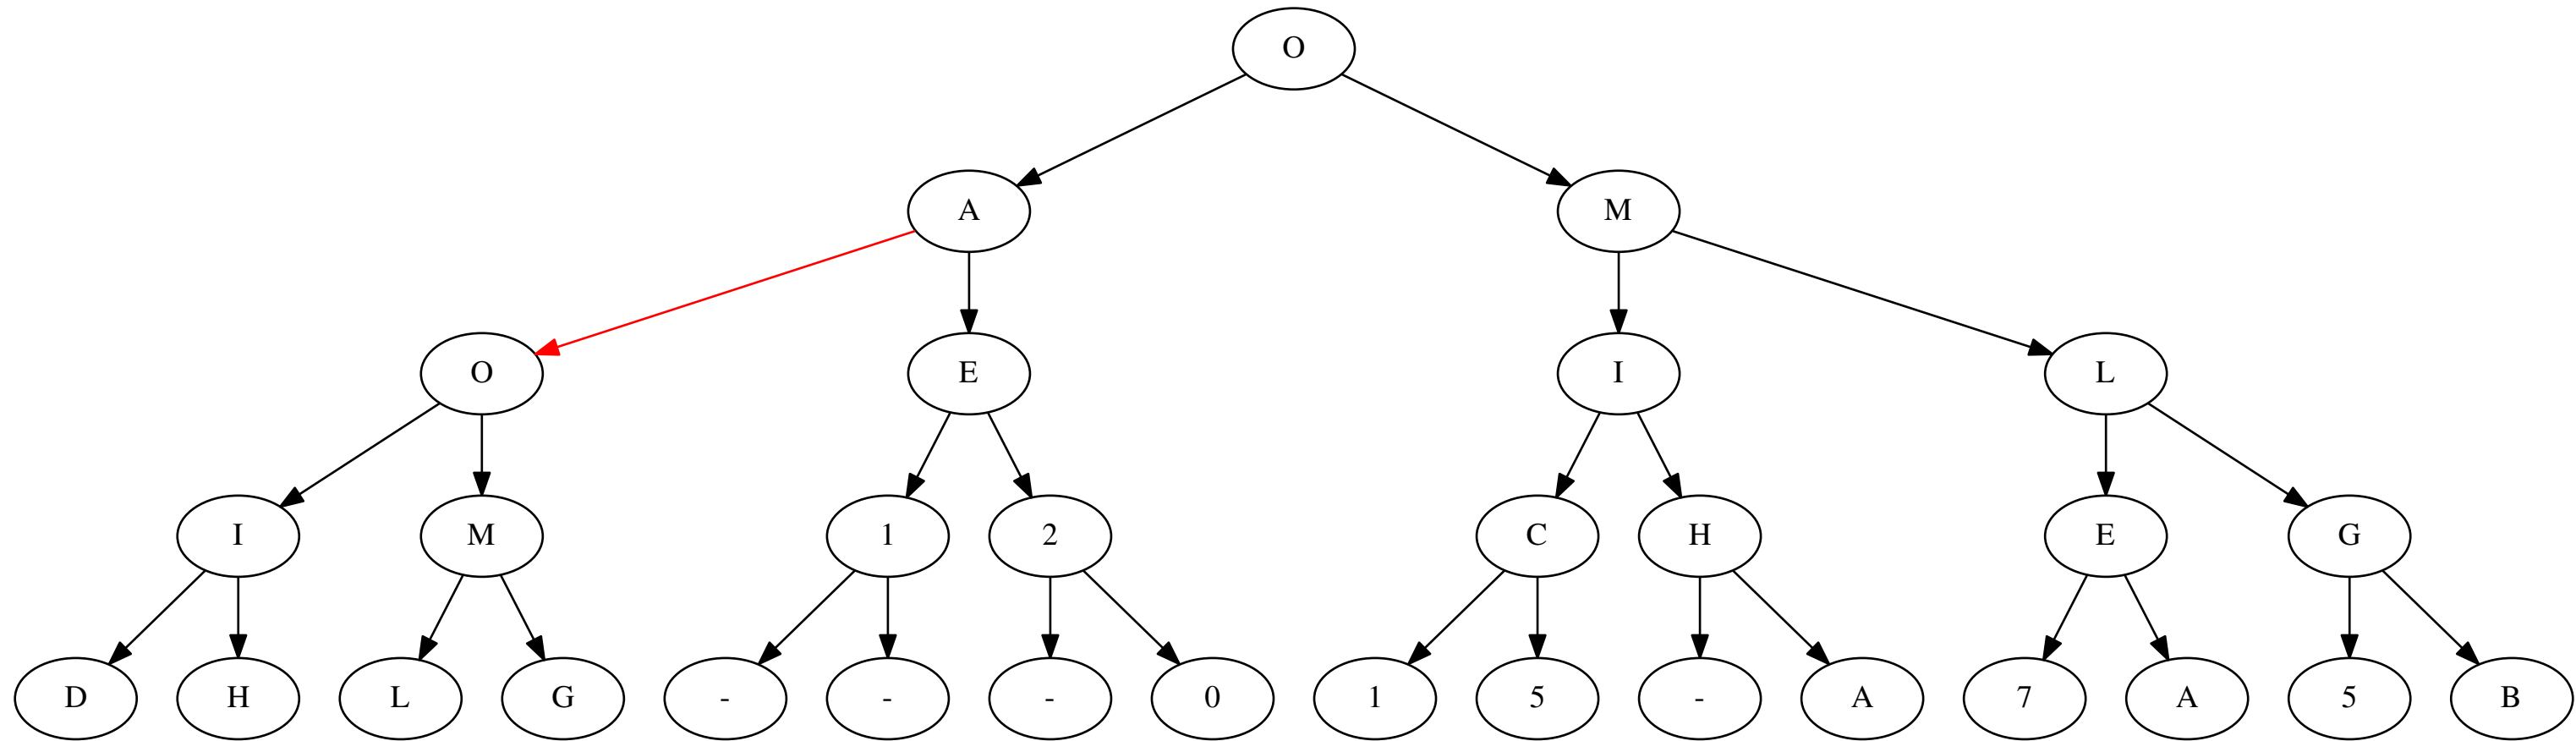 O
A M
O E I L
I M 1 2 C H E G
D H L G - - - 0 1 5 - A 7 A 5 B